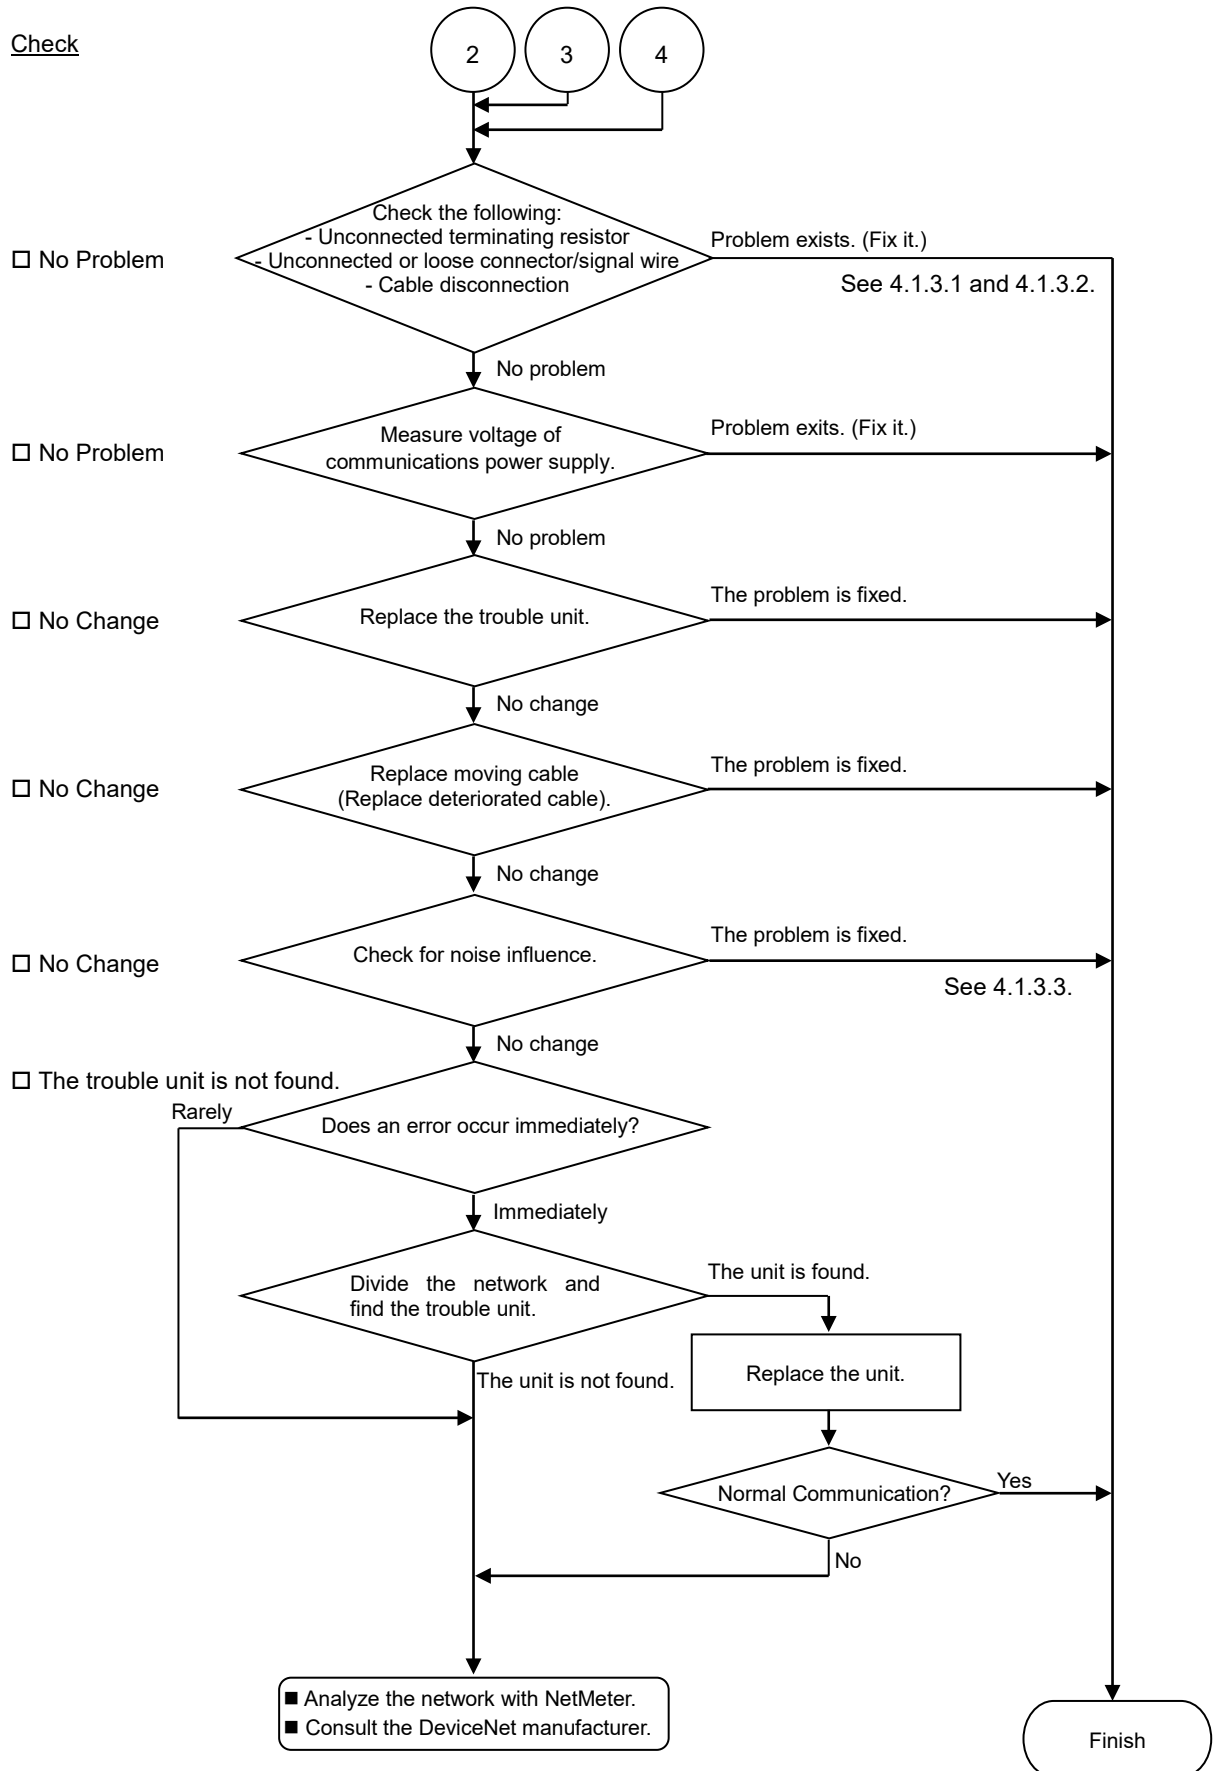 Check
2
3
4
Check the following:
- Unconnected terminating resistor
- Unconnected or loose connector/signal wire
- Cable disconnection
□ No Problem
Problem exists. (Fix it.)
See 4.1.3.1 and 4.1.3.2.
No problem
□ No Problem
Measure voltage of
communications power supply.
Problem exits. (Fix it.)
No problem
□ No Change
Replace the trouble unit.
The problem is fixed.
No change
□ No Change
Replace moving cable
(Replace deteriorated cable).
The problem is fixed.
No change
□ No Change
Check for noise influence.
The problem is fixed.
See 4.1.3.3.
No change
□ The trouble unit is not found.
Rarely
Does an error occur immediately?
Immediately
Divide the network and
find the trouble unit.
The unit is found.
The unit is not found.
Replace the unit.
Normal Communication?
Yes
No
■ Analyze the network with NetMeter.
■ Consult the DeviceNet manufacturer.
Finish